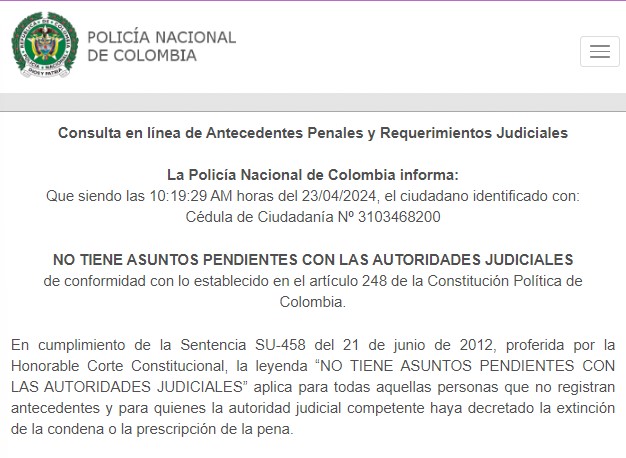 POLICÍA NACIONAL
DE COLOMBIA
Consulta en línea de Antecedentes Penales y Requerimientos Judiciales
La Policía Nacional de Colombia informa:
Que siendo las 10:19:29 AM horas del 23/04/2024, el ciudadano identificado con:
Cédula de Ciudadanía Nº 3103468200
NO TIENE ASUNTOS PENDIENTES CON LAS AUTORIDADES JUDICIALES
de conformidad con lo establecido en el artículo 248 de la Constitución Política de
Colombia.
En cumplimiento de la Sentencia SU-458 del 21 de junio de 2012, proferida por la
Honorable Corte Constitucional, la leyenda “NO TIENE ASUNTOS PENDIENTES CON
LAS AUTORIDADES JUDICIALES” aplica para todas aquellas personas que no registran
antecedentes y para quienes la autoridad judicial competente haya decretado la extinción
de la condena o la prescripción de la pena.